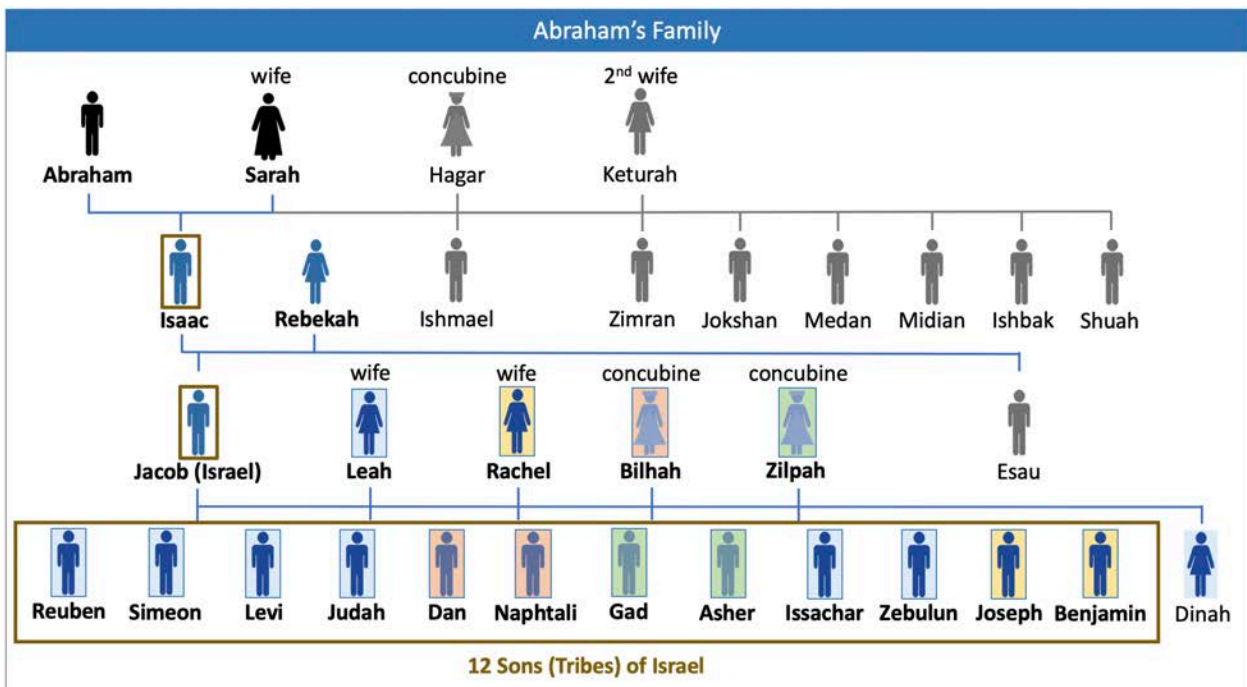 Abraham's Family
wife concubine 2nd wife
Abraham Sarah Hagar Keturah
Isaac Rebekah Ishmael Zimran Jokshan Medan Midian Ishbak Shuah
wife wife concubine concubine
Jacob (Israel) Leah Rachel Bilhah Zilpah Esau
Reuben Simeon Levi Judah Dan Naphtali Gad Asher Issachar Zebulun Joseph Benjamin Dinah
12 Sons (Tribes) of Israel